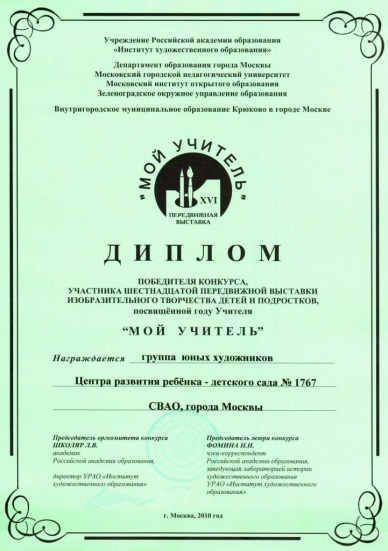 Учреждение Российской академии образования
«Институт художественного образования»
Департамент образования города Москвы
Московский городской педагогический университет
Московский институт открытого образования
Зеленоградское окружное управление образования
Внутригородское муниципальное образование Крюково в городе Москве
"МОЙ УЧИТЕЛЬ"
XVI
ПЕРЕДВИЖНАЯ
ВЫСТАВКА
ДИПЛОМ
ПОБЕДИТЕЛЯ КОНКУРСА,
УЧАСТНИКА ШЕСТНАДЦАТОЙ ПЕРЕДВИЖНОЙ ВЫСТАВКИ
ИЗОБРАЗИТЕЛЬНОГО ТВОРЧЕСТВА ДЕТЕЙ И ПОДРОСТКОВ,
посвящённой году Учителя
“МОЙ УЧИТЕЛЬ”
Награждается группа юных художников
Центра развития ребёнка - детского сада № 1767
СВАО, города Москвы
Председатель оргкомитета конкурса
ШКОЛЯР Л.В.
академик
Российской академии образования,
директор УРАО «Институт
художественного образования»
Председатель жюри конкурса
ФОМИНА Н.Н.
член-корреспондент
Российской академии образования,
заведующая лабораторией истории
художественного образования
УРАО «Институт художественного
образования»
г. Москва, 2010 год